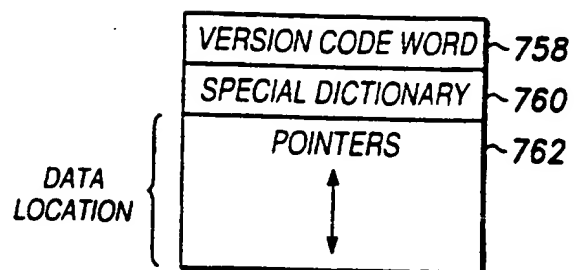 VERSION CODE WORD 758
SPECIAL DICTIONARY 760
POINTERS 762
DATA
LOCATION